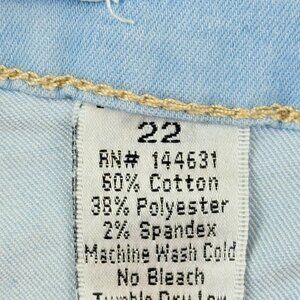 22
RN# 144631
60% Cotton
38% Polyester
2% Spandex
Machine Wash Cold
No Bleach
Tumble Dry Low